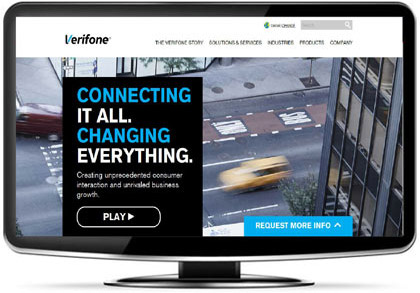 Verifone
THE VERIFONE STORY SOLUTIONS & SERVICES INDUSTRIES PRODUCTS COMPANY
CONNECTING
IT ALL.
CHANGING
EVERYTHING.
Creating unprecedented consumer
interaction and unrivaled business
growth.
PLAY
REQUEST MORE INFO